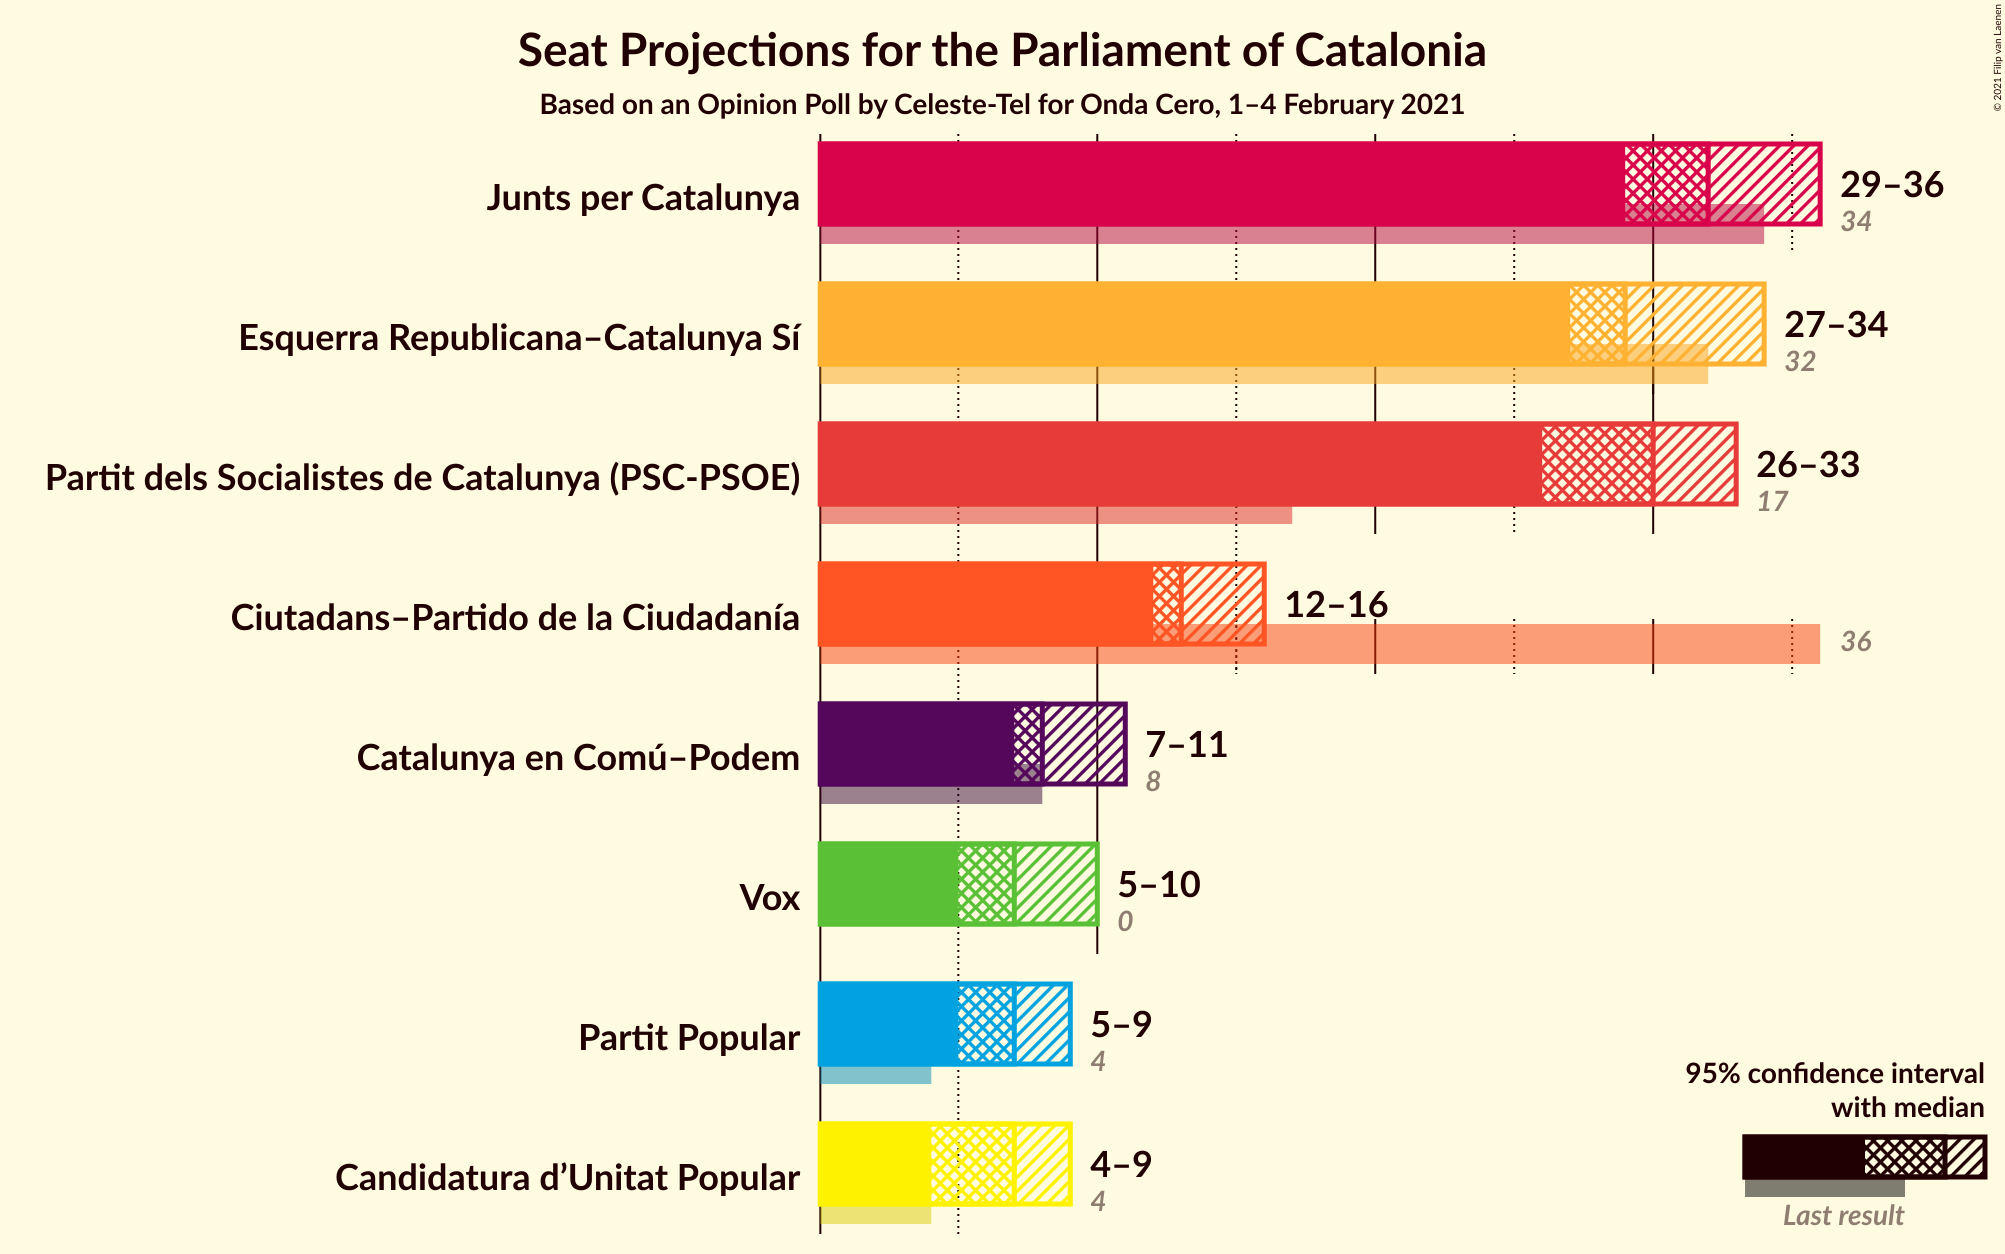 Seat Projections for the Parliament of Catalonia
Based on an Opinion Poll by Celeste-Tel for Onda Cero, 1–4 February 2021
© 2021 Filip van Laenen
Junts per Catalunya
29–36
34
Esquerra Republicana–Catalunya Sí
27–34
32
Partit dels Socialistes de Catalunya (PSC-PSOE)
26–33
17
Ciutadans–Partido de la Ciudadanía
12–16
36
Catalunya en Comú–Podem
7–11
8
Vox
5–10
0
Partit Popular
5–9
4
Candidatura d’Unitat Popular
4–9
4
95% confidence interval
with median
Last result